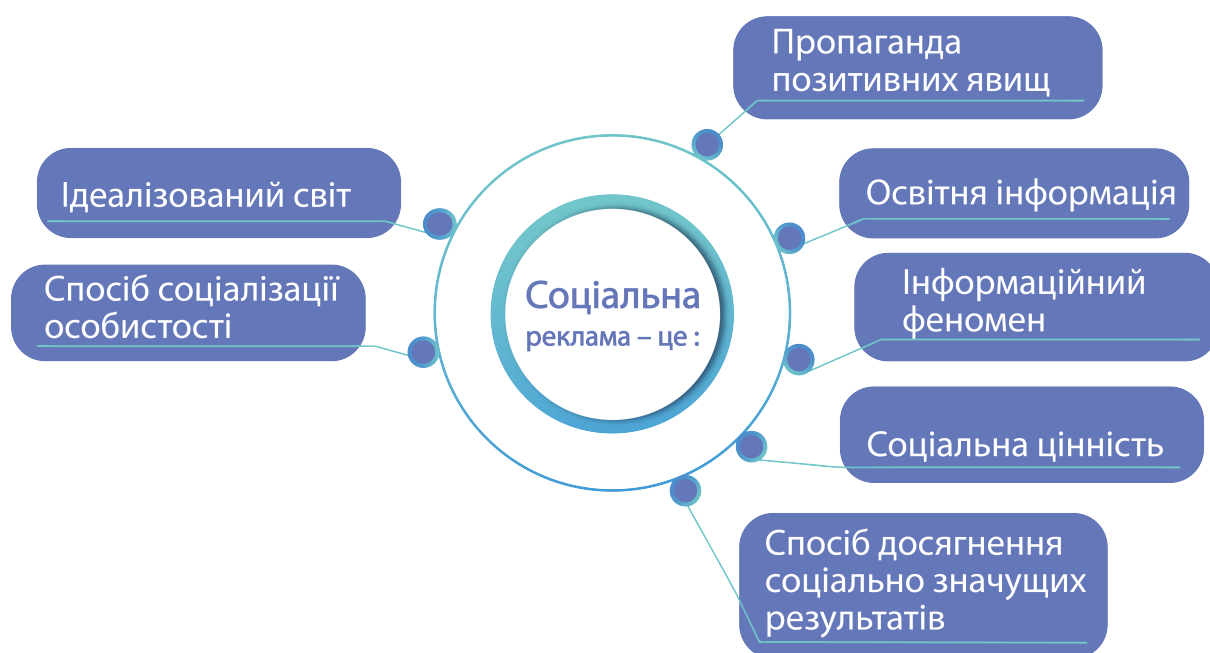 Соціальна
реклама – це :
Пропаганда
позитивних явищ
Освітня інформація
Інформаційний
феномен
Соціальна цінність
Спосіб досягнення
соціально значущих
результатів
Ідеалізований світ
Спосіб соціалізації
особистості